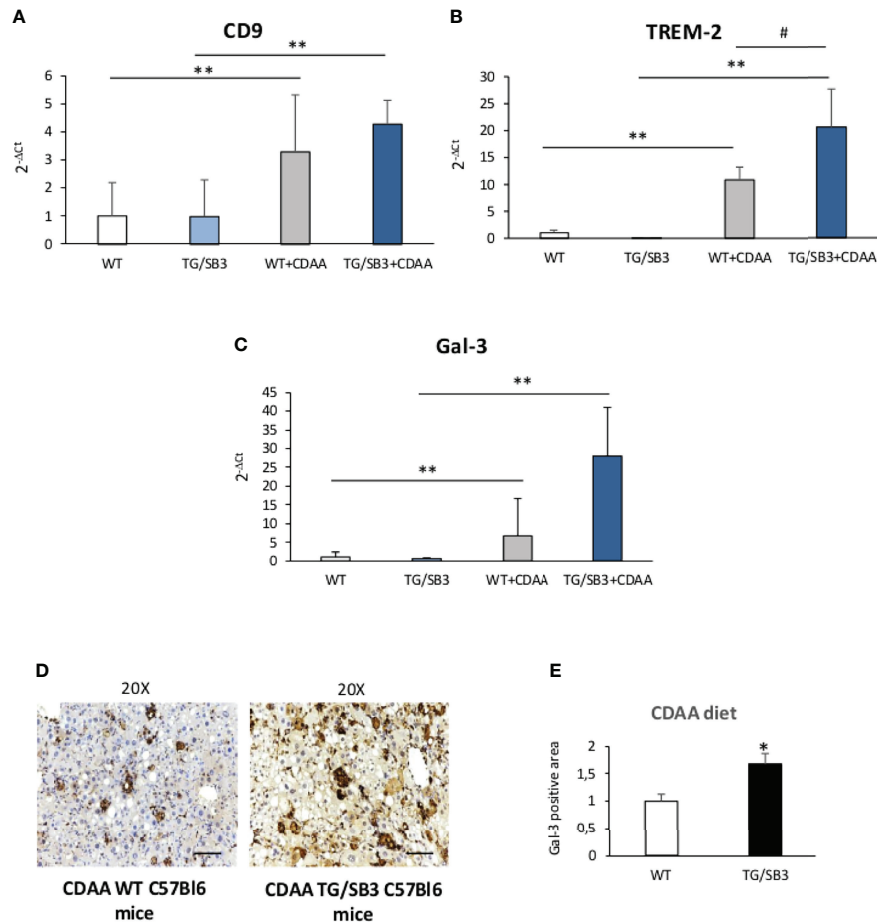 A
CD9
**
**
6
5
4
3
2
1
0
2^-ΔCt
WT TG/SB3 WT+CDAA TG/SB3+CDAA
B
TREM-2
#
**
**
30
25
20
15
10
5
0
2^-ΔCt
WT TG/SB3 WT+CDAA TG/SB3+CDAA
C
Gal-3
**
**
45
40
35
30
25
20
15
10
5
0
2^-ΔCt
WT TG/SB3 WT+CDAA TG/SB3+CDAA
D
20X 20X
CDAA WT C57Bl6
mice
CDAA TG/SB3 C57Bl6
mice
E
CDAA diet
*
2
1,5
1
0,5
0
Gal-3 positive area
WT TG/SB3